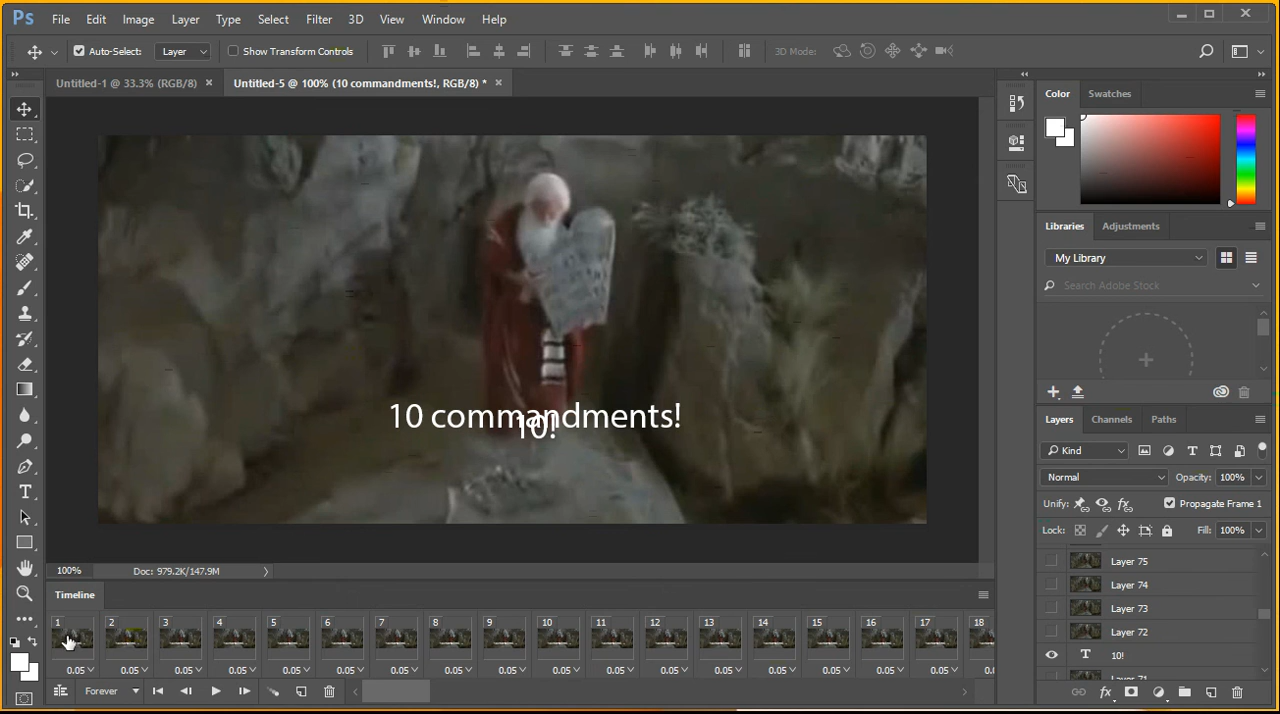 Ps File Edit Image Layer Type Select Filter 3D View Window Help
Auto-Select: Layer Show Transform Controls 3D Mode:
Untitled-1 @ 33.3% (RGB/8) × Untitled-5 @ 100% (10 commandments!, RGB/8) * ×
Color Swatches
Libraries Adjustments
My Library
Search Adobe Stock
10 commandments!
10!
Layers Channels Paths
Kind
Normal Opacity: 100%
Unify: Propagate Frame 1
Lock: Fill: 100%
Layer 75
Layer 74
Layer 73
Layer 72
T 10!
100% Doc: 979.2K/147.9M
Timeline
1 2 3 4 5 6 7 8 9 10 11 12 13 14 15 16 17 18
0.05 0.05 0.05 0.05 0.05 0.05 0.05 0.05 0.05 0.05 0.05 0.05 0.05 0.05 0.05 0.05 0.05
Forever